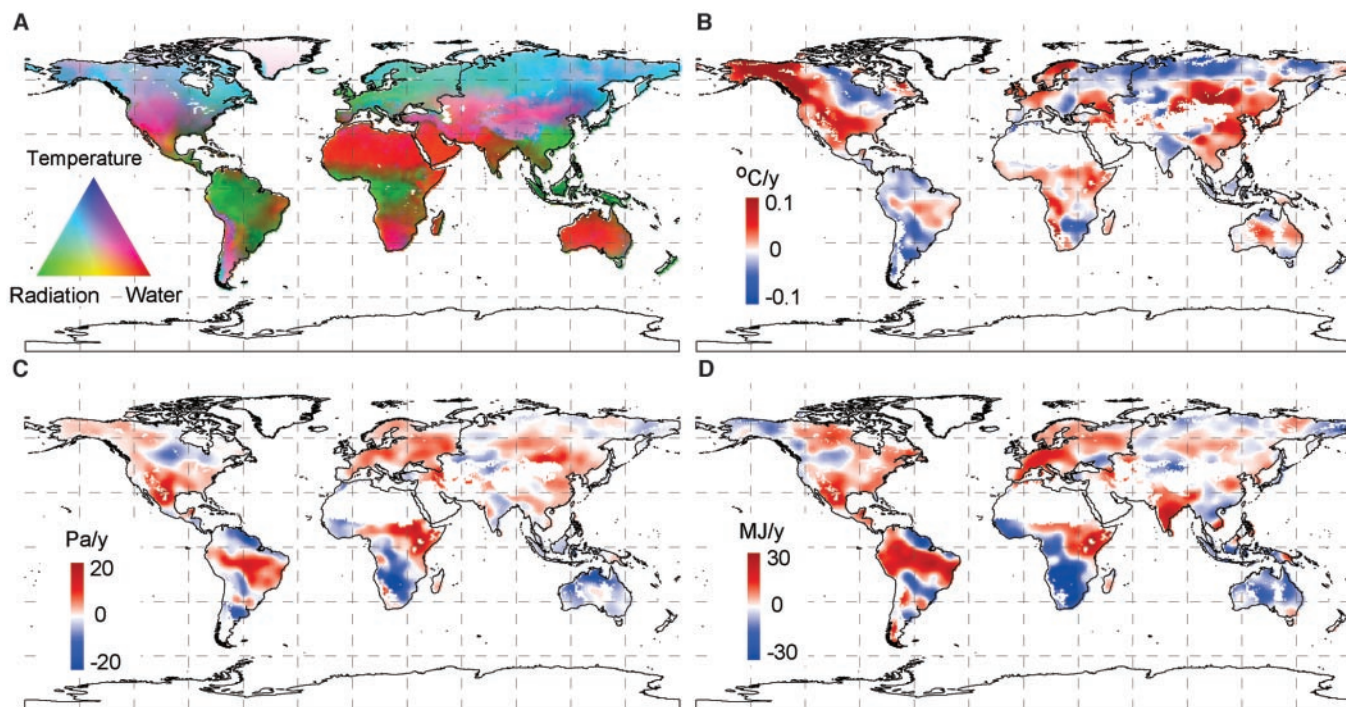 A
Temperature
Radiation Water
B
°C/y
0.1
0
-0.1
C
Pa/y
20
0
-20
D
MJ/y
30
0
-30